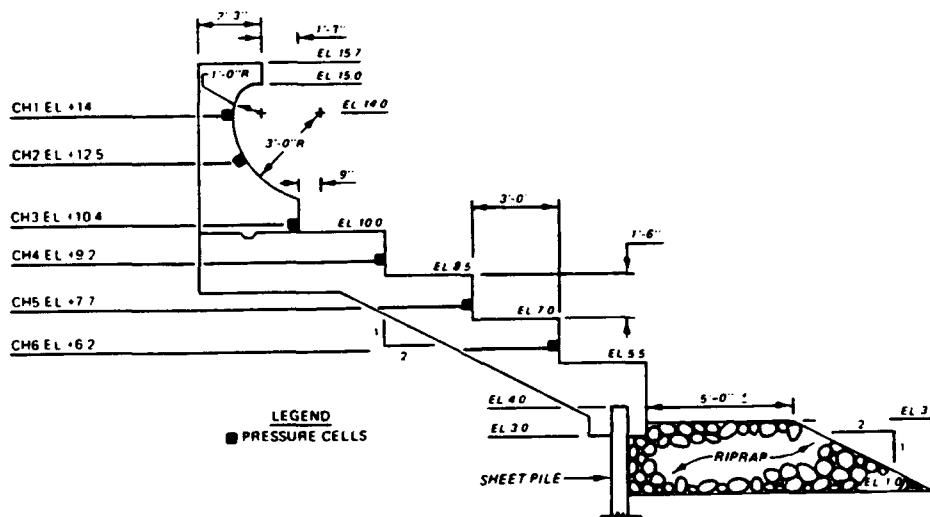 2'-3"
1'-7"
EL 15.7
EL 15.0
1'-0"R
CH1 EL +14
EL 14.0
3'-0"R
CH2 EL +12.5
9"
3'-0"
CH3 EL +10.4
EL 10.0
1'-6"
CH4 EL +9.2
EL 8.5
CH5 EL +7.7
EL 7.0
1
2
CH6 EL +6.2
EL 5.5
EL 4.0
5'-0"
EL 3
LEGEND
PRESSURE CELLS
EL 3.0
2
1
RIPRAP
SHEET PILE
EL 1.0